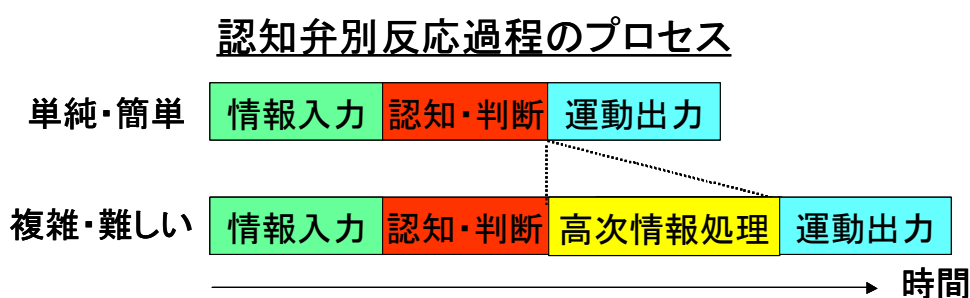 認知弁別反応過程のプロセス
単純・簡単 情報入力 認知・判断 運動出力
複雑・難しい 情報入力 認知・判断 高次情報処理 運動出力
時間